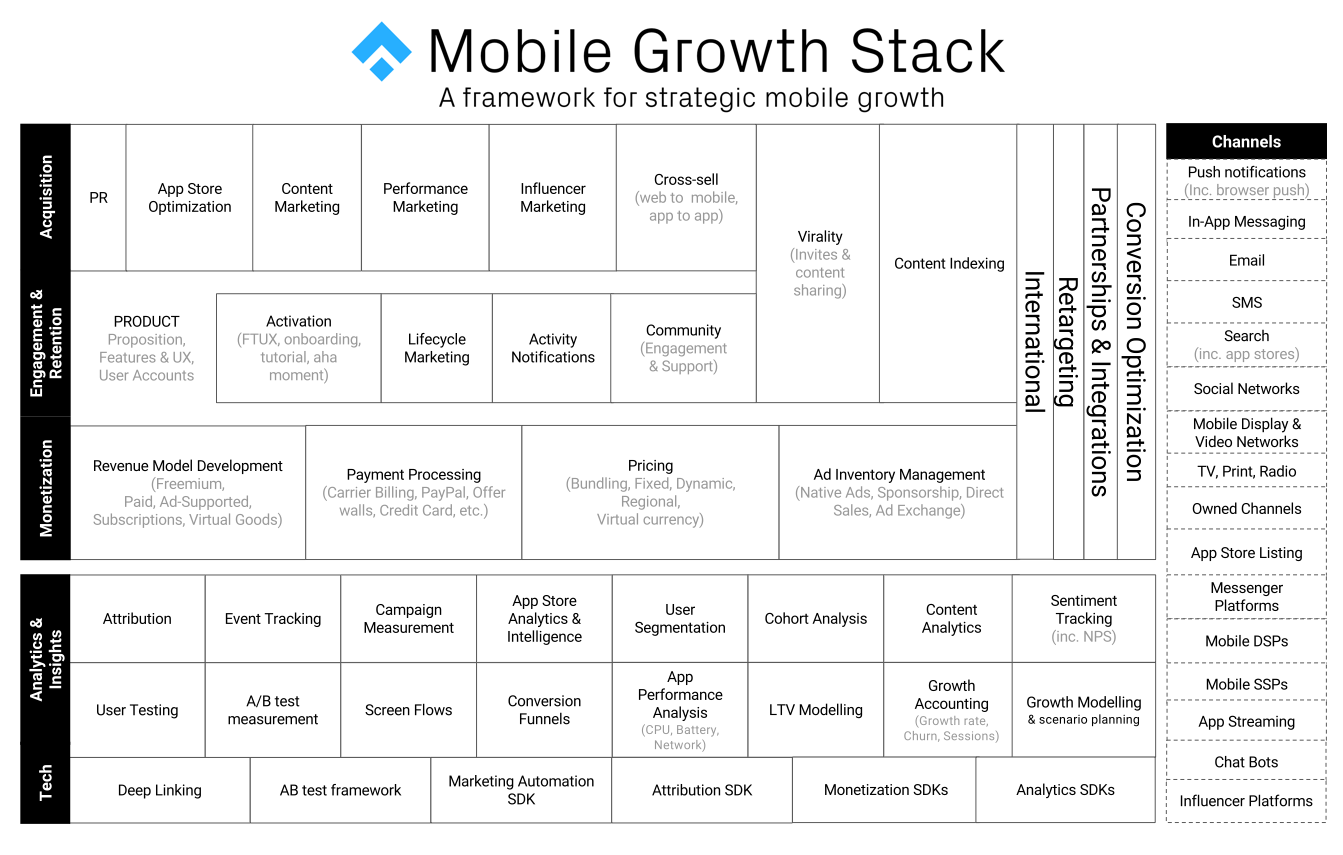 Mobile Growth Stack
A framework for strategic mobile growth
Acquisition
PR
App Store
Optimization
Content
Marketing
Performance
Marketing
Influencer
Marketing
Cross-sell
(web to mobile,
app to app)
Virality
(Invites &
content
sharing)
Content Indexing
International
Retargeting
Partnerships & Integrations
Conversion Optimization
Engagement &
Retention
PRODUCT
Proposition,
Features & UX,
User Accounts
Activation
(FTUX, onboarding,
tutorial, aha
moment)
Lifecycle
Marketing
Activity
Notifications
Community
(Engagement
& Support)
Monetization
Revenue Model Development
(Freemium,
Paid, Ad-Supported,
Subscriptions, Virtual Goods)
Payment Processing
(Carrier Billing, PayPal, Offer
walls, Credit Card, etc.)
Pricing
(Bundling, Fixed, Dynamic,
Regional,
Virtual currency)
Ad Inventory Management
(Native Ads, Sponsorship, Direct
Sales, Ad Exchange)
Analytics &
Insights
Attribution
Event Tracking
Campaign
Measurement
App Store
Analytics &
Intelligence
User
Segmentation
Cohort Analysis
Content
Analytics
Sentiment
Tracking
(inc. NPS)
User Testing
A/B test
measurement
Screen Flows
Conversion
Funnels
App
Performance
Analysis
(CPU, Battery,
Network)
LTV Modelling
Growth
Accounting
(Growth rate,
Churn, Sessions)
Growth Modelling
& scenario planning
Tech
Deep Linking
AB test framework
Marketing Automation
SDK
Attribution SDK
Monetization SDKs
Analytics SDKs
Channels
Push notifications
(Inc. browser push)
In-App Messaging
Email
SMS
Search
(inc. app stores)
Social Networks
Mobile Display &
Video Networks
TV, Print, Radio
Owned Channels
App Store Listing
Messenger
Platforms
Mobile DSPs
Mobile SSPs
App Streaming
Chat Bots
Influencer Platforms